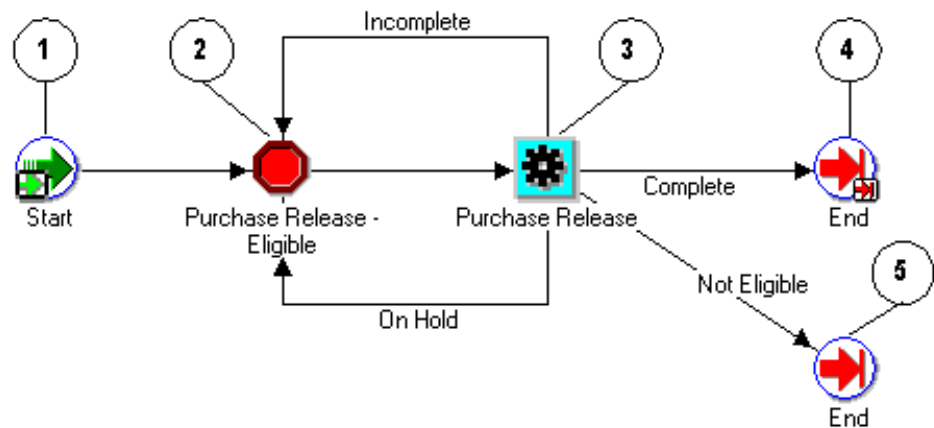 Incomplete
1
2
3
4
Start
Purchase Release -
Eligible
Purchase Release
Complete
End
On Hold
Not Eligible
5
End